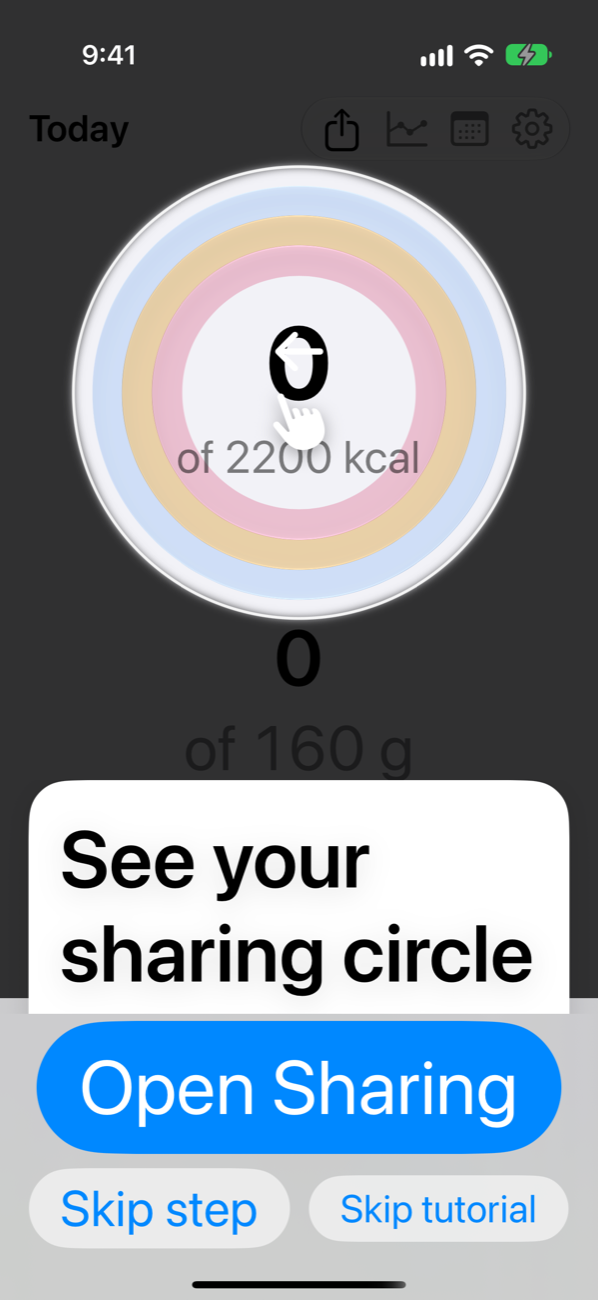 9:41
Today
0
of 2200 kcal
0
of 160 g
See your
sharing circle
Open Sharing
Skip step
Skip tutorial